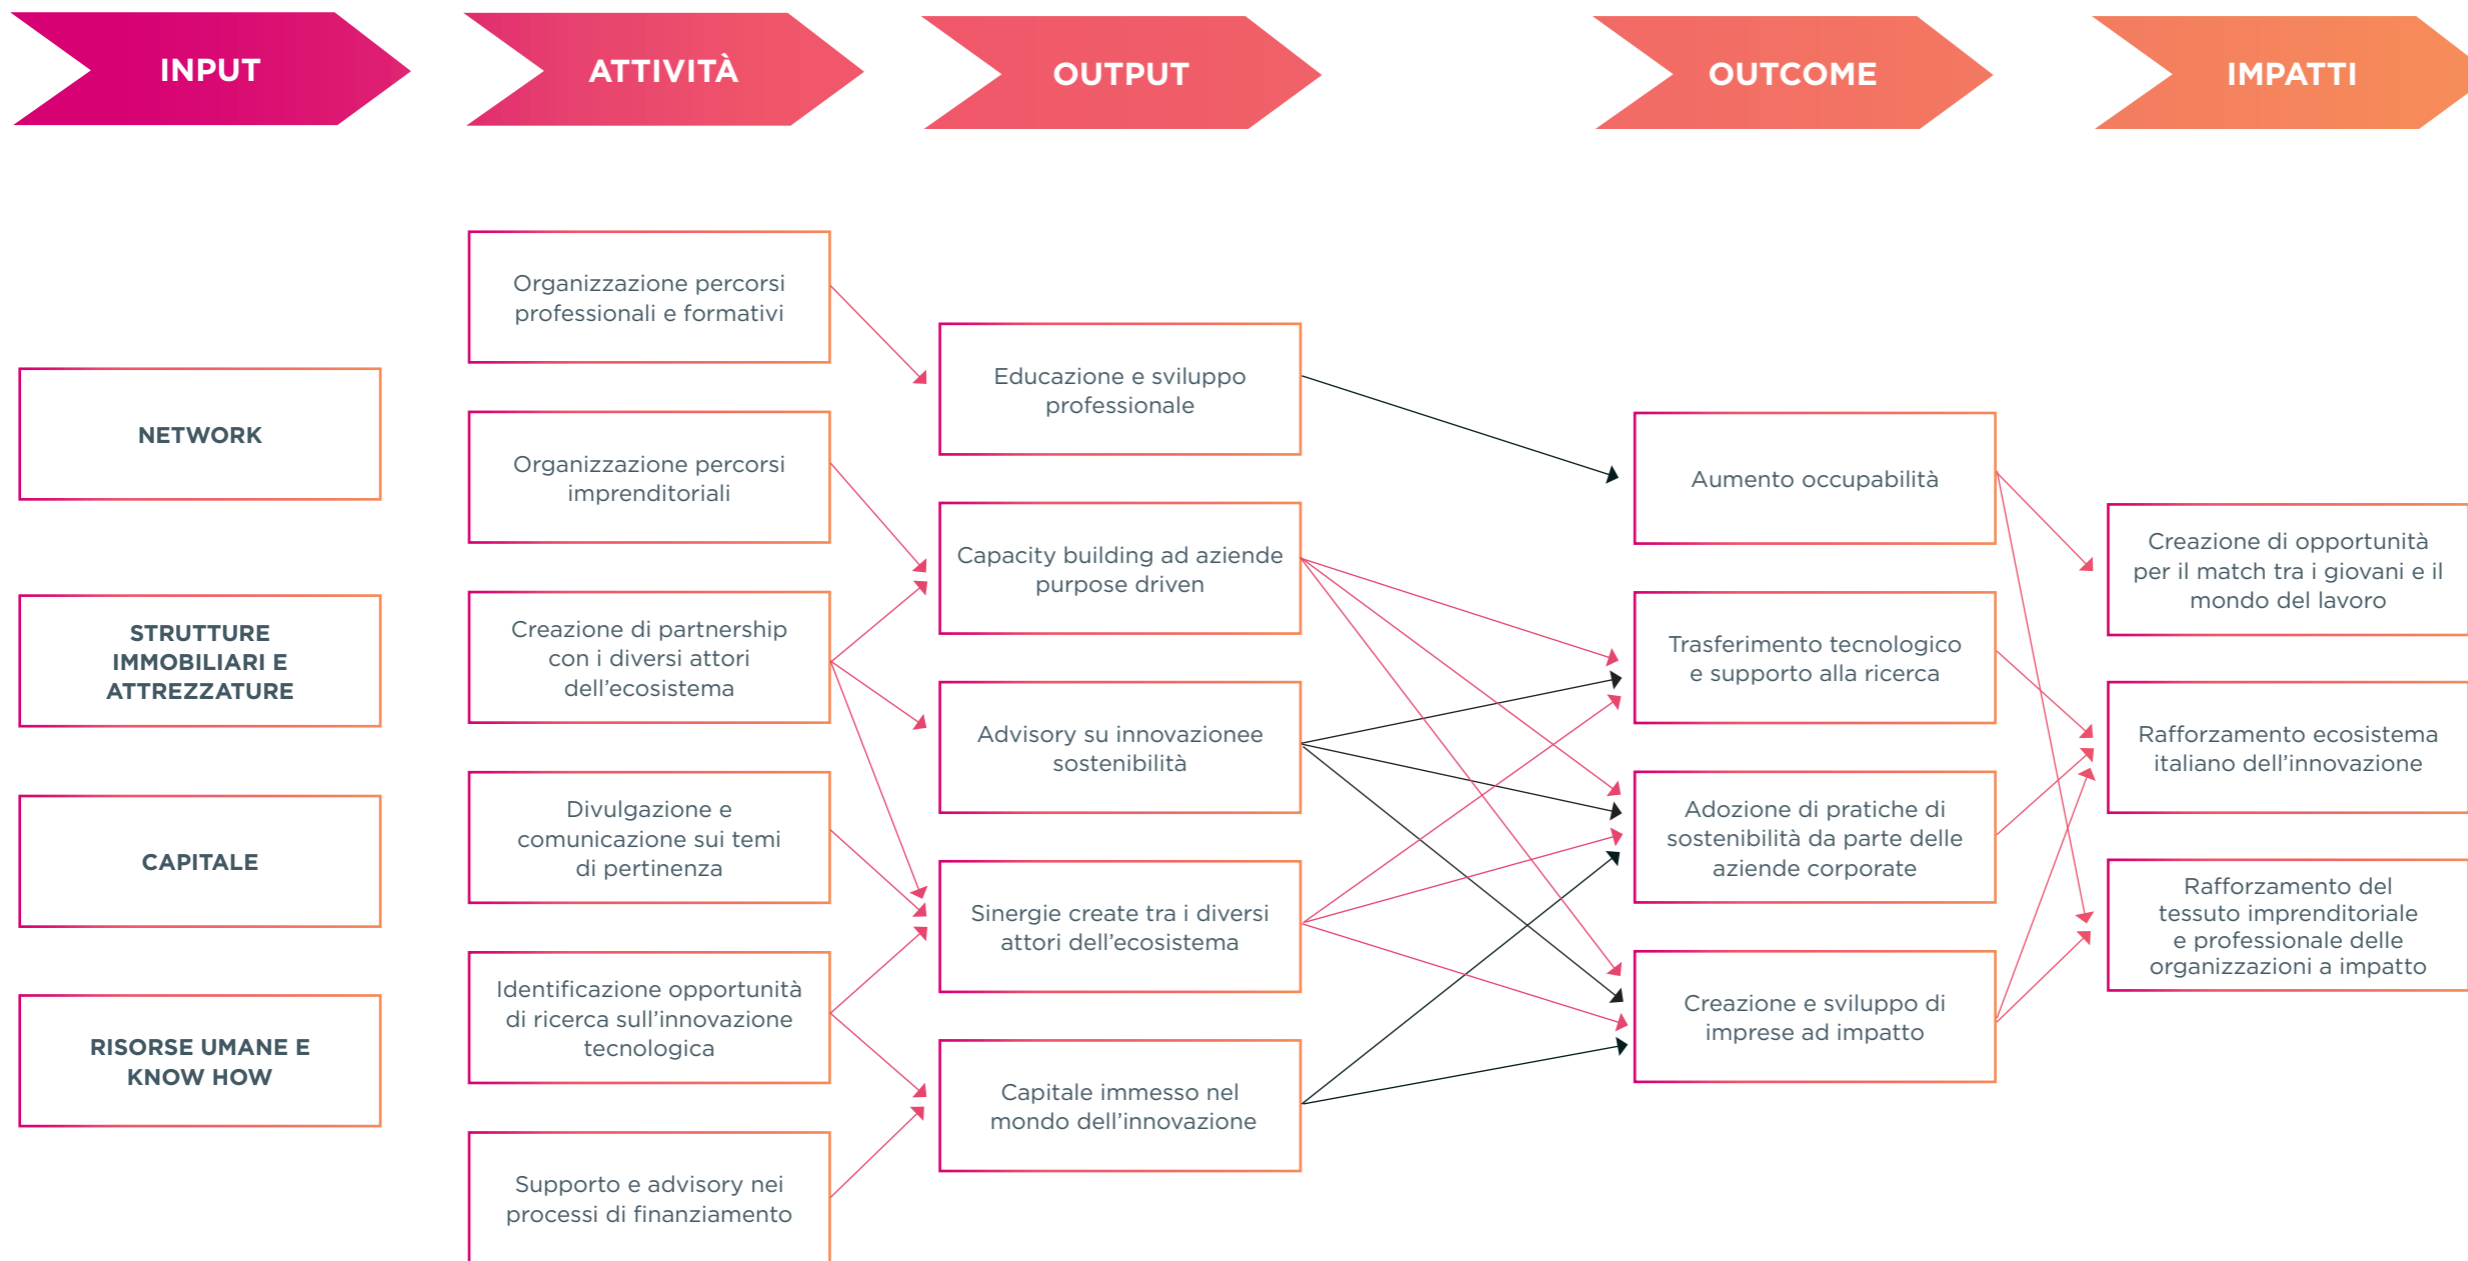 INPUT
ATTIVITÀ
OUTPUT
OUTCOME
IMPATTI
NETWORK
STRUTTURE
IMMOBILIARI E
ATTREZZATURE
CAPITALE
RISORSE UMANE E
KNOW HOW
Organizzazione percorsi
professionali e formativi
Organizzazione percorsi
imprenditoriali
Creazione di partnership
con i diversi attori
dell’ecosistema
Divulgazione e
comunicazione sui temi
di pertinenza
Identificazione opportunità
di ricerca sull’innovazione
tecnologica
Supporto e advisory nei
processi di finanziamento
Educazione e sviluppo
professionale
Capacity building ad aziende
purpose driven
Advisory su innovazionee
sostenibilità
Sinergie create tra i diversi
attori dell’ecosistema
Capitale immesso nel
mondo dell’innovazione
Aumento occupabilità
Trasferimento tecnologico
e supporto alla ricerca
Adozione di pratiche di
sostenibilità da parte delle
aziende corporate
Creazione e sviluppo di
imprese ad impatto
Creazione di opportunità
per il match tra i giovani e il
mondo del lavoro
Rafforzamento ecosistema
italiano dell’innovazione
Rafforzamento del
tessuto imprenditoriale
e professionale delle
organizzazioni a impatto